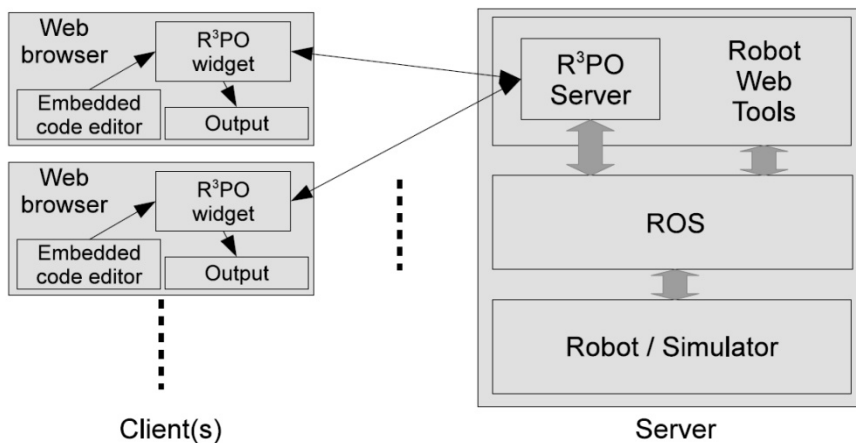 Web
browser
R³PO
widget
Embedded
code editor
Output
Web
browser
R³PO
widget
Embedded
code editor
Output
Client(s)
R³PO
Server
Robot
Web
Tools
ROS
Robot / Simulator
Server